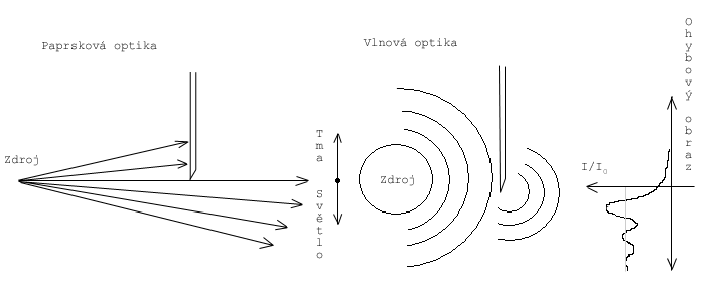 Paprsková optika
Zdroj
Tma Světlo
Vlnová optika
Zdroj
I/I0
Ohybový obraz